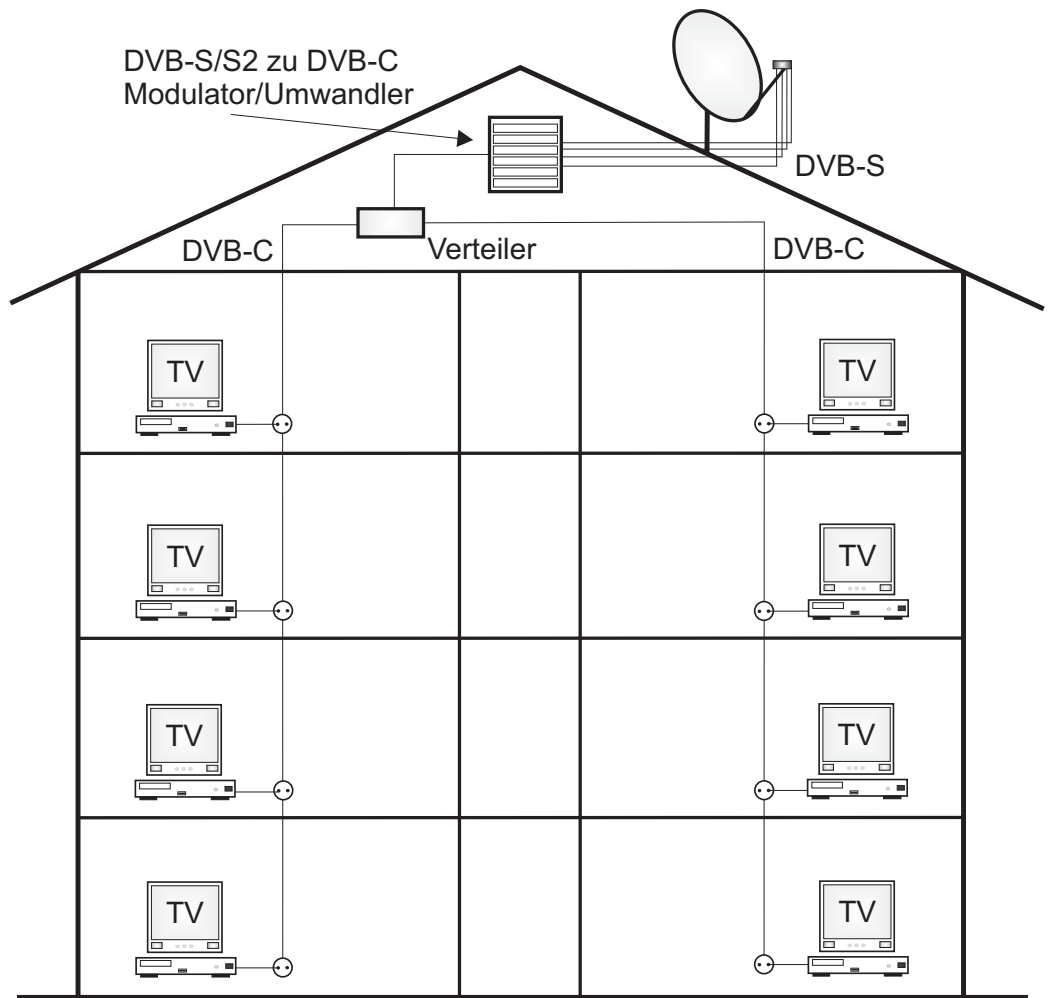 DVB-S/S2 zu DVB-C
Modulator/Umwandler
DVB-S
DVB-C
Verteiler
DVB-C
TV
TV
TV
TV
TV
TV
TV
TV